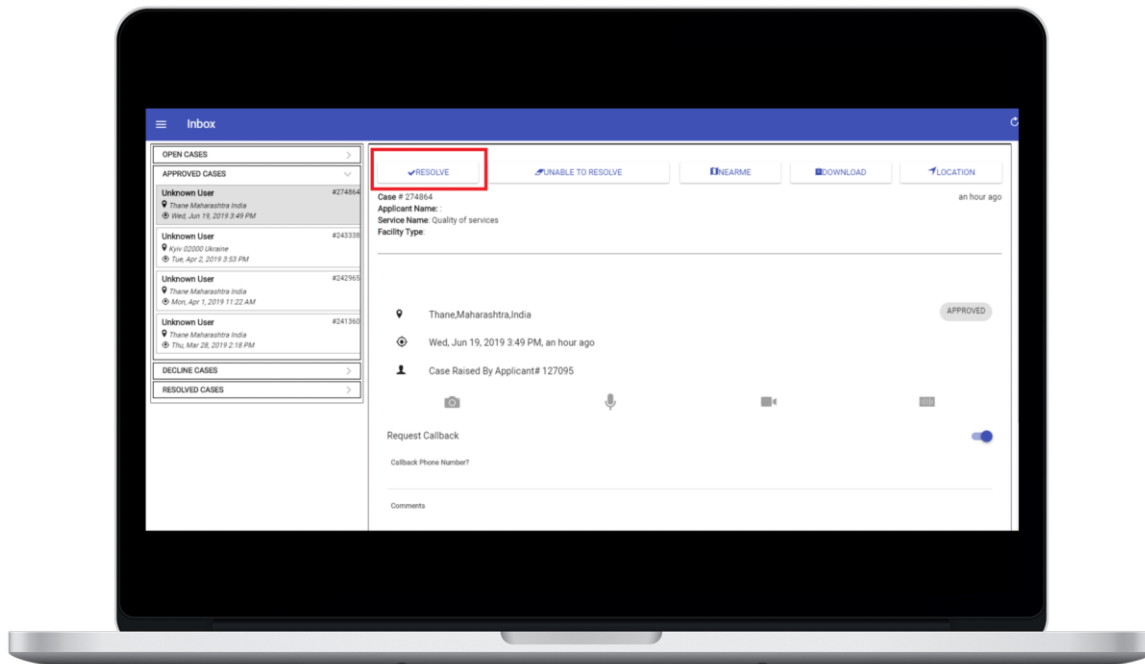 Inbox
OPEN CASES
APPROVED CASES
Unknown User #274864
Thane Maharashtra India
Wed, Jun 19, 2019 3:49 PM
Unknown User #243338
Kyiv 02000 Ukraine
Tue, Apr 2, 2019 3:53 PM
Unknown User #242965
Thane Maharashtra India
Mon, Apr 1, 2019 11:22 AM
Unknown User #241360
Thane Maharashtra India
Thu, Mar 28, 2019 2:18 PM
DECLINE CASES
RESOLVED CASES
RESOLVE UNABLE TO RESOLVE NEARME DOWNLOAD LOCATION
Case # 274864 an hour ago
Applicant Name: :
Service Name: Quality of services
Facility Type:
Thane,Maharashtra,India APPROVED
Wed, Jun 19, 2019 3:49 PM, an hour ago
Case Raised By Applicant# 127095
Request Callback
Callback Phone Number?
Comments